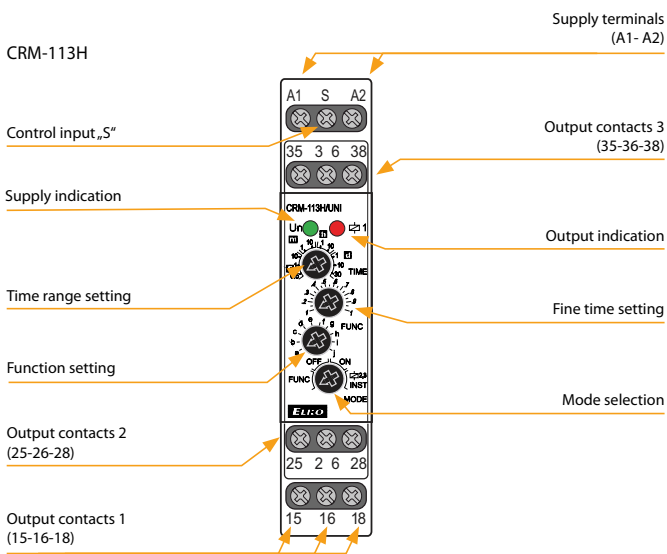 Supply terminals
(A1- A2)
CRM-113H
A1 S A2
Control input „S“
35 3 6 38
Output contacts 3
(35-36-38)
Supply indication
CRM-113H/UNI
Un 1
Output indication
TIME
Time range setting
Fine time setting
a b c d e f g h i j
FUNC
Function setting
OFF ON
FUNC 2,3
INST
MODE
Mode selection
ELKO
Output contacts 2
(25-26-28)
25 2 6 28
Output contacts 1
(15-16-18)
15 16 18